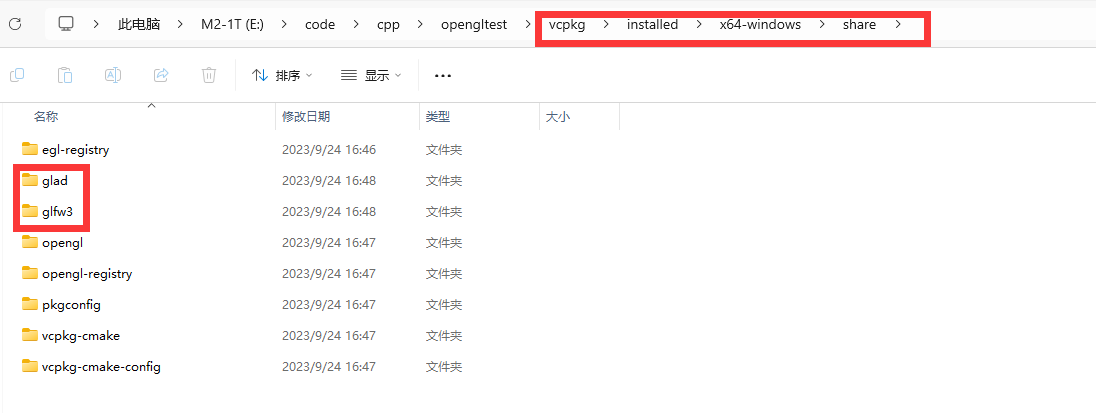 此电脑 M2-1T (E:) code cpp opengltest vcpkg installed x64-windows share
排序 显示 ...
名称 修改日期 类型 大小
egl-registry 2023/9/24 16:46 文件夹
glad 2023/9/24 16:48 文件夹
glfw3 2023/9/24 16:48 文件夹
opengl 2023/9/24 16:47 文件夹
opengl-registry 2023/9/24 16:47 文件夹
pkgconfig 2023/9/24 16:47 文件夹
vcpkg-cmake 2023/9/24 16:47 文件夹
vcpkg-cmake-config 2023/9/24 16:47 文件夹